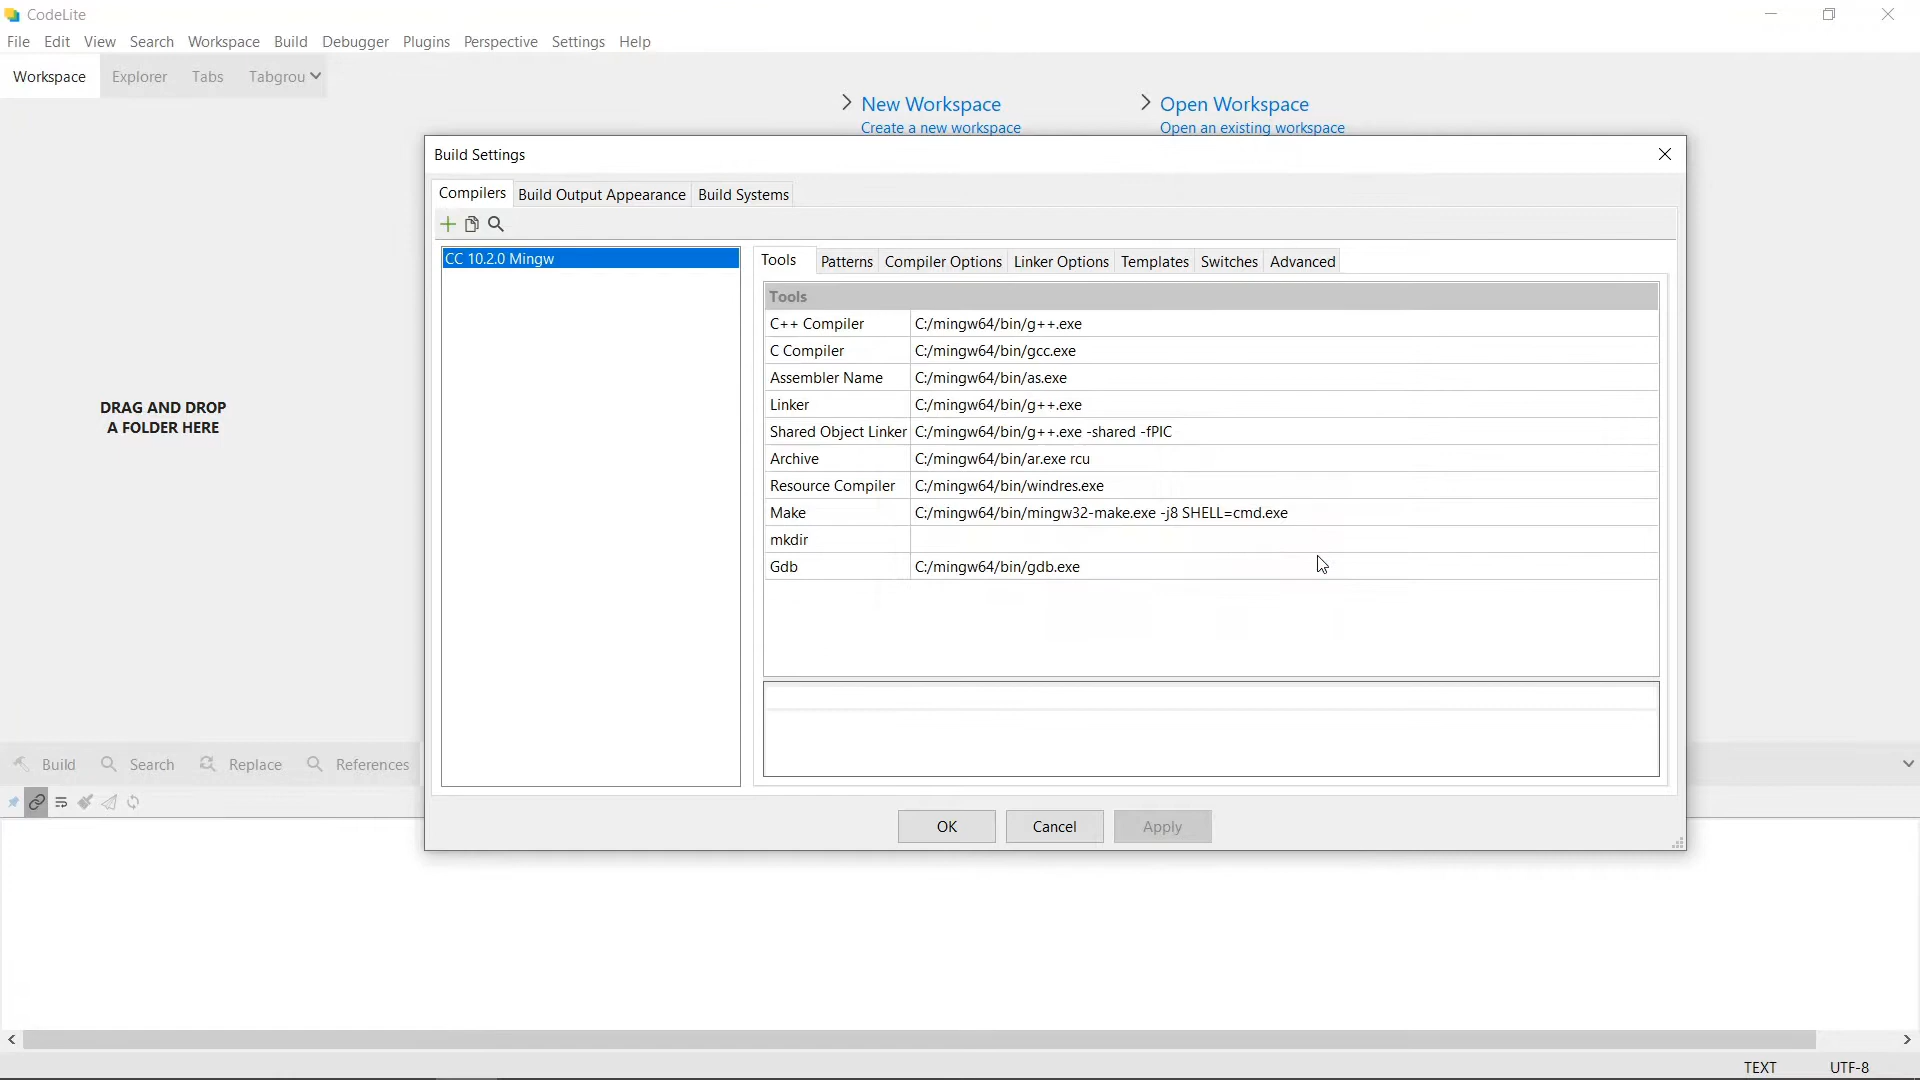 CodeLite
File Edit View Search Workspace Build Debugger Plugins Perspective Settings Help
Workspace Explorer Tabs Tabgrou
New Workspace
Create a new workspace
Open Workspace
Open an existing workspace
Build Settings
Compilers Build Output Appearance Build Systems
CC 10.2.0 Mingw
Tools Patterns Compiler Options Linker Options Templates Switches Advanced
Tools
C++ Compiler C:/mingw64/bin/g++.exe
C Compiler C:/mingw64/bin/gcc.exe
Assembler Name C:/mingw64/bin/as.exe
Linker C:/mingw64/bin/g++.exe
Shared Object Linker C:/mingw64/bin/g++.exe -shared -fPIC
Archive C:/mingw64/bin/ar.exe rcu
Resource Compiler C:/mingw64/bin/windres.exe
Make C:/mingw64/bin/mingw32-make.exe -j8 SHELL=cmd.exe
mkdir
Gdb C:/mingw64/bin/gdb.exe
DRAG AND DROP
A FOLDER HERE
OK Cancel Apply
Build Search Replace References
TEXT UTF-8